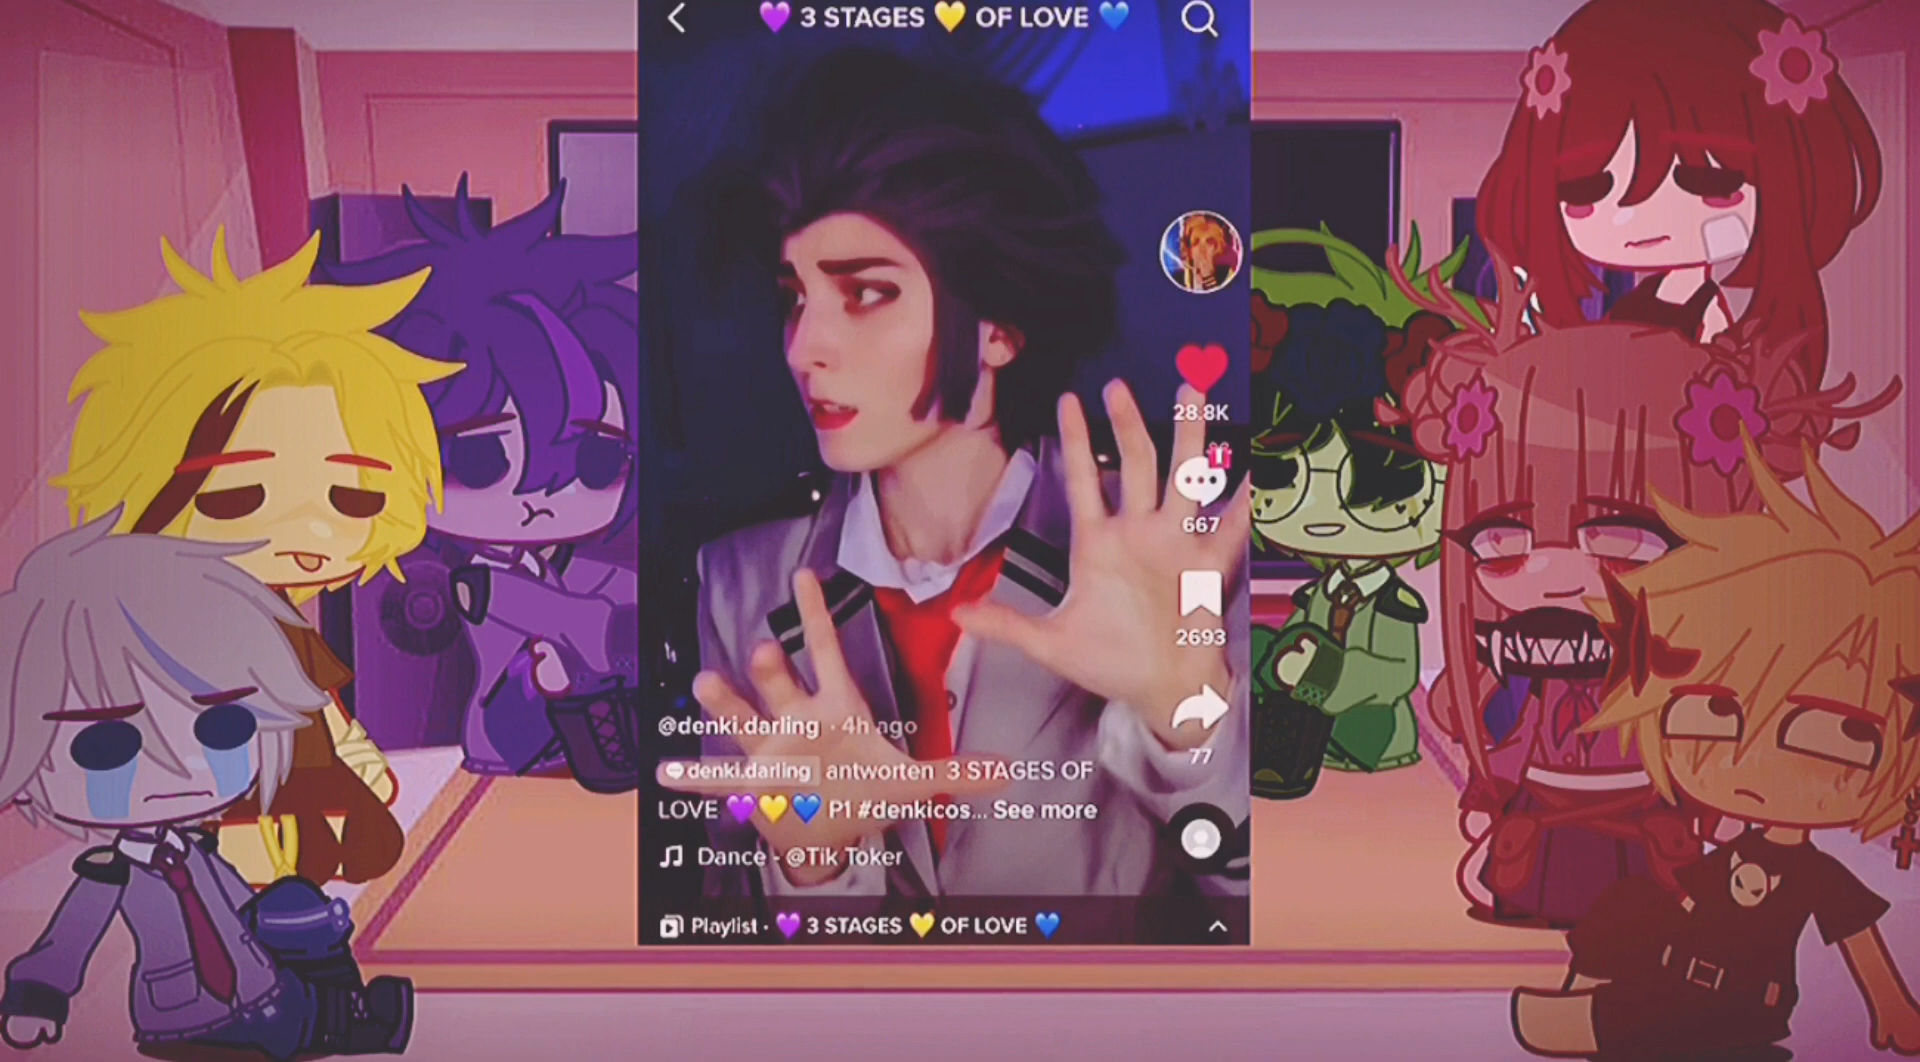 💜 3 STAGES 💛 OF LOVE 💙
28.8K
667
2693
77
@denki.darling · 4h ago
denki.darling antworten 3 STAGES OF
LOVE 💜💛💙 P1 #denkicos... See more
Dance - @Tik Toker
Playlist · 💜 3 STAGES 💛 OF LOVE 💙